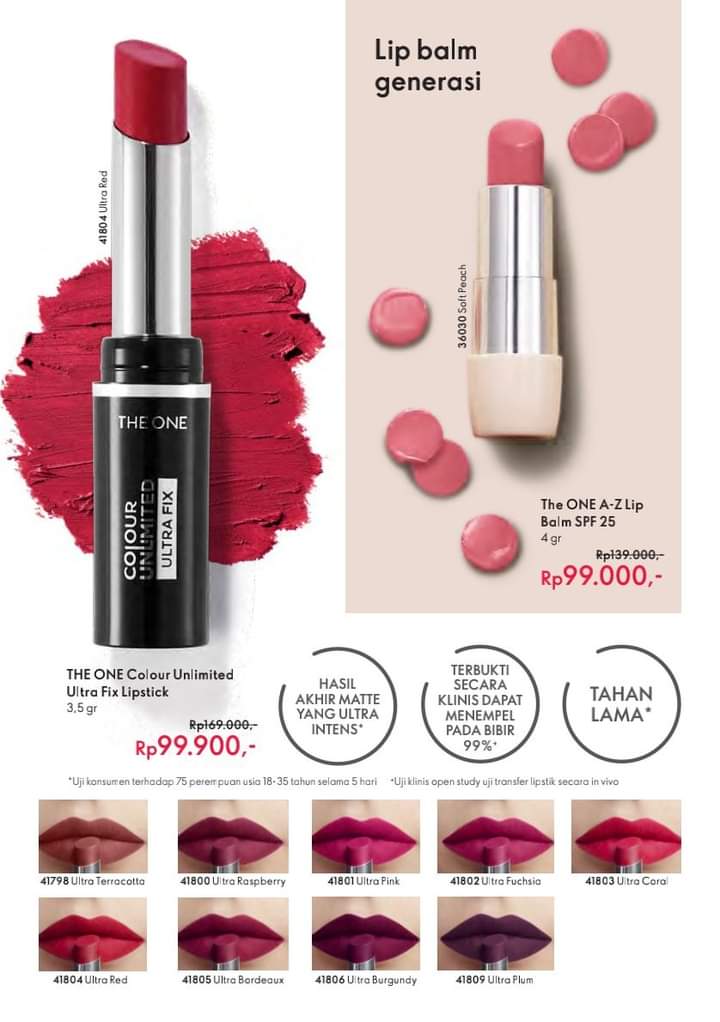 Lip balm
generasi
41804 Ultra Red
36030 Soft Peach
THE ONE
COLOUR
UNLIMITED
ULTRA FIX
The ONE A-Z Lip
Balm SPF 25
4 gr
Rp139.000,-
Rp99.000,-
THE ONE Colour Unlimited
Ultra Fix Lipstick
3,5 gr
Rp169.000,-
Rp99.900,-
HASIL
AKHIR MATTE
YANG ULTRA
INTENS*
TERBUKTI
SECARA
KLINIS DAPAT
MENEMPEL
PADA BIBIR
99%⁺
TAHAN
LAMA*
*Uji konsumen terhadap 75 perempuan usia 18-35 tahun selama 5 hari ⁺Uji klinis open study uji transfer lipstik secara in vivo
41798 Ultra Terracotta 41800 Ultra Raspberry 41801 Ultra Pink 41802 Ultra Fuchsia 41803 Ultra Coral
41804 Ultra Red 41805 Ultra Bordeaux 41806 Ultra Burgundy 41809 Ultra Plum